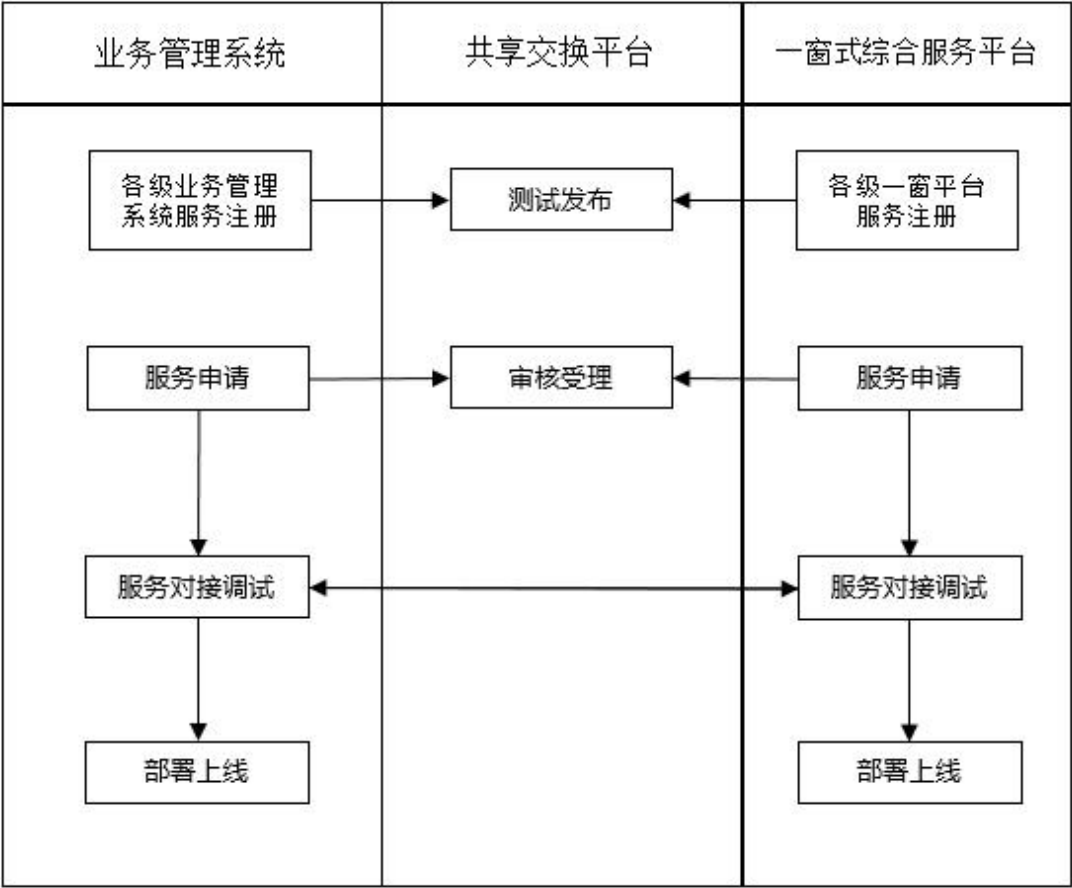 业务管理系统
共享交换平台
一窗式综合服务平台
各级业务管理
系统服务注册
测试发布
各级一窗平台
服务注册
服务申请
审核受理
服务申请
服务对接调试
服务对接调试
部署上线
部署上线